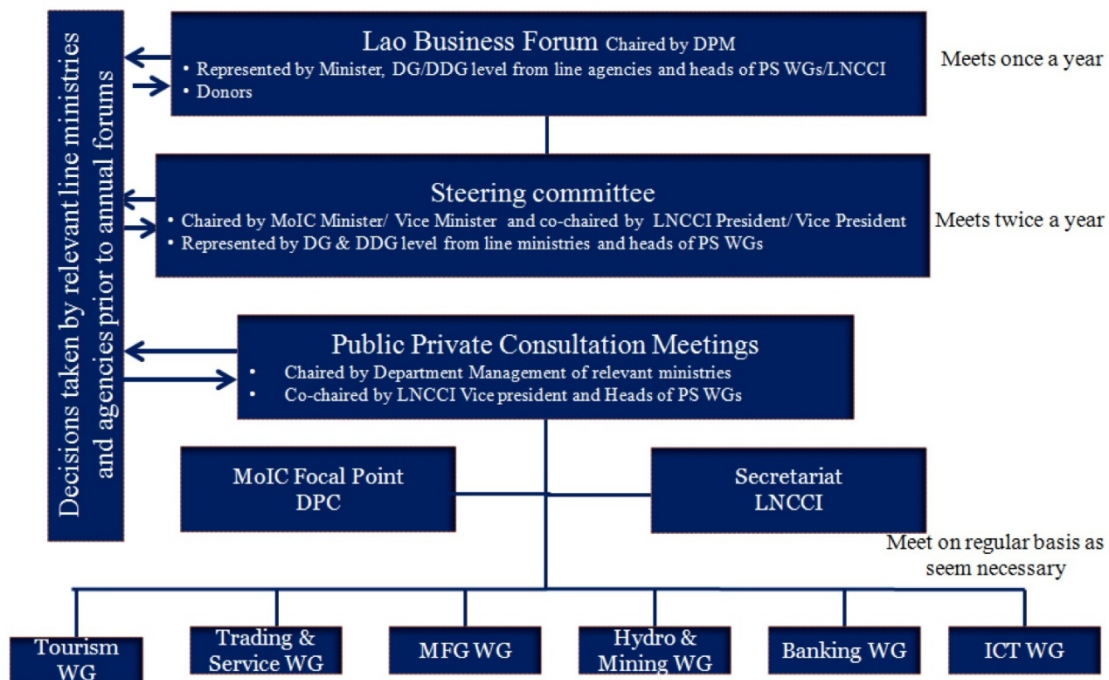 Decisions taken by relevant line ministries
and agencies prior to annual forums
Lao Business Forum Chaired by DPM
• Represented by Minister, DG/DDG level from line agencies and heads of PS WGs/LNCCI
• Donors
Meets once a year
Steering committee
• Chaired by MoIC Minister/ Vice Minister and co-chaired by LNCCI President/ Vice President
• Represented by DG & DDG level from line ministries and heads of PS WGs
Meets twice a year
Public Private Consultation Meetings
• Chaired by Department Management of relevant ministries
• Co-chaired by LNCCI Vice president and Heads of PS WGs
MoIC Focal Point
DPC
Secretariat
LNCCI
Meet on regular basis as
seem necessary
Tourism
WG
Trading &
Service WG
MFG WG
Hydro &
Mining WG
Banking WG
ICT WG